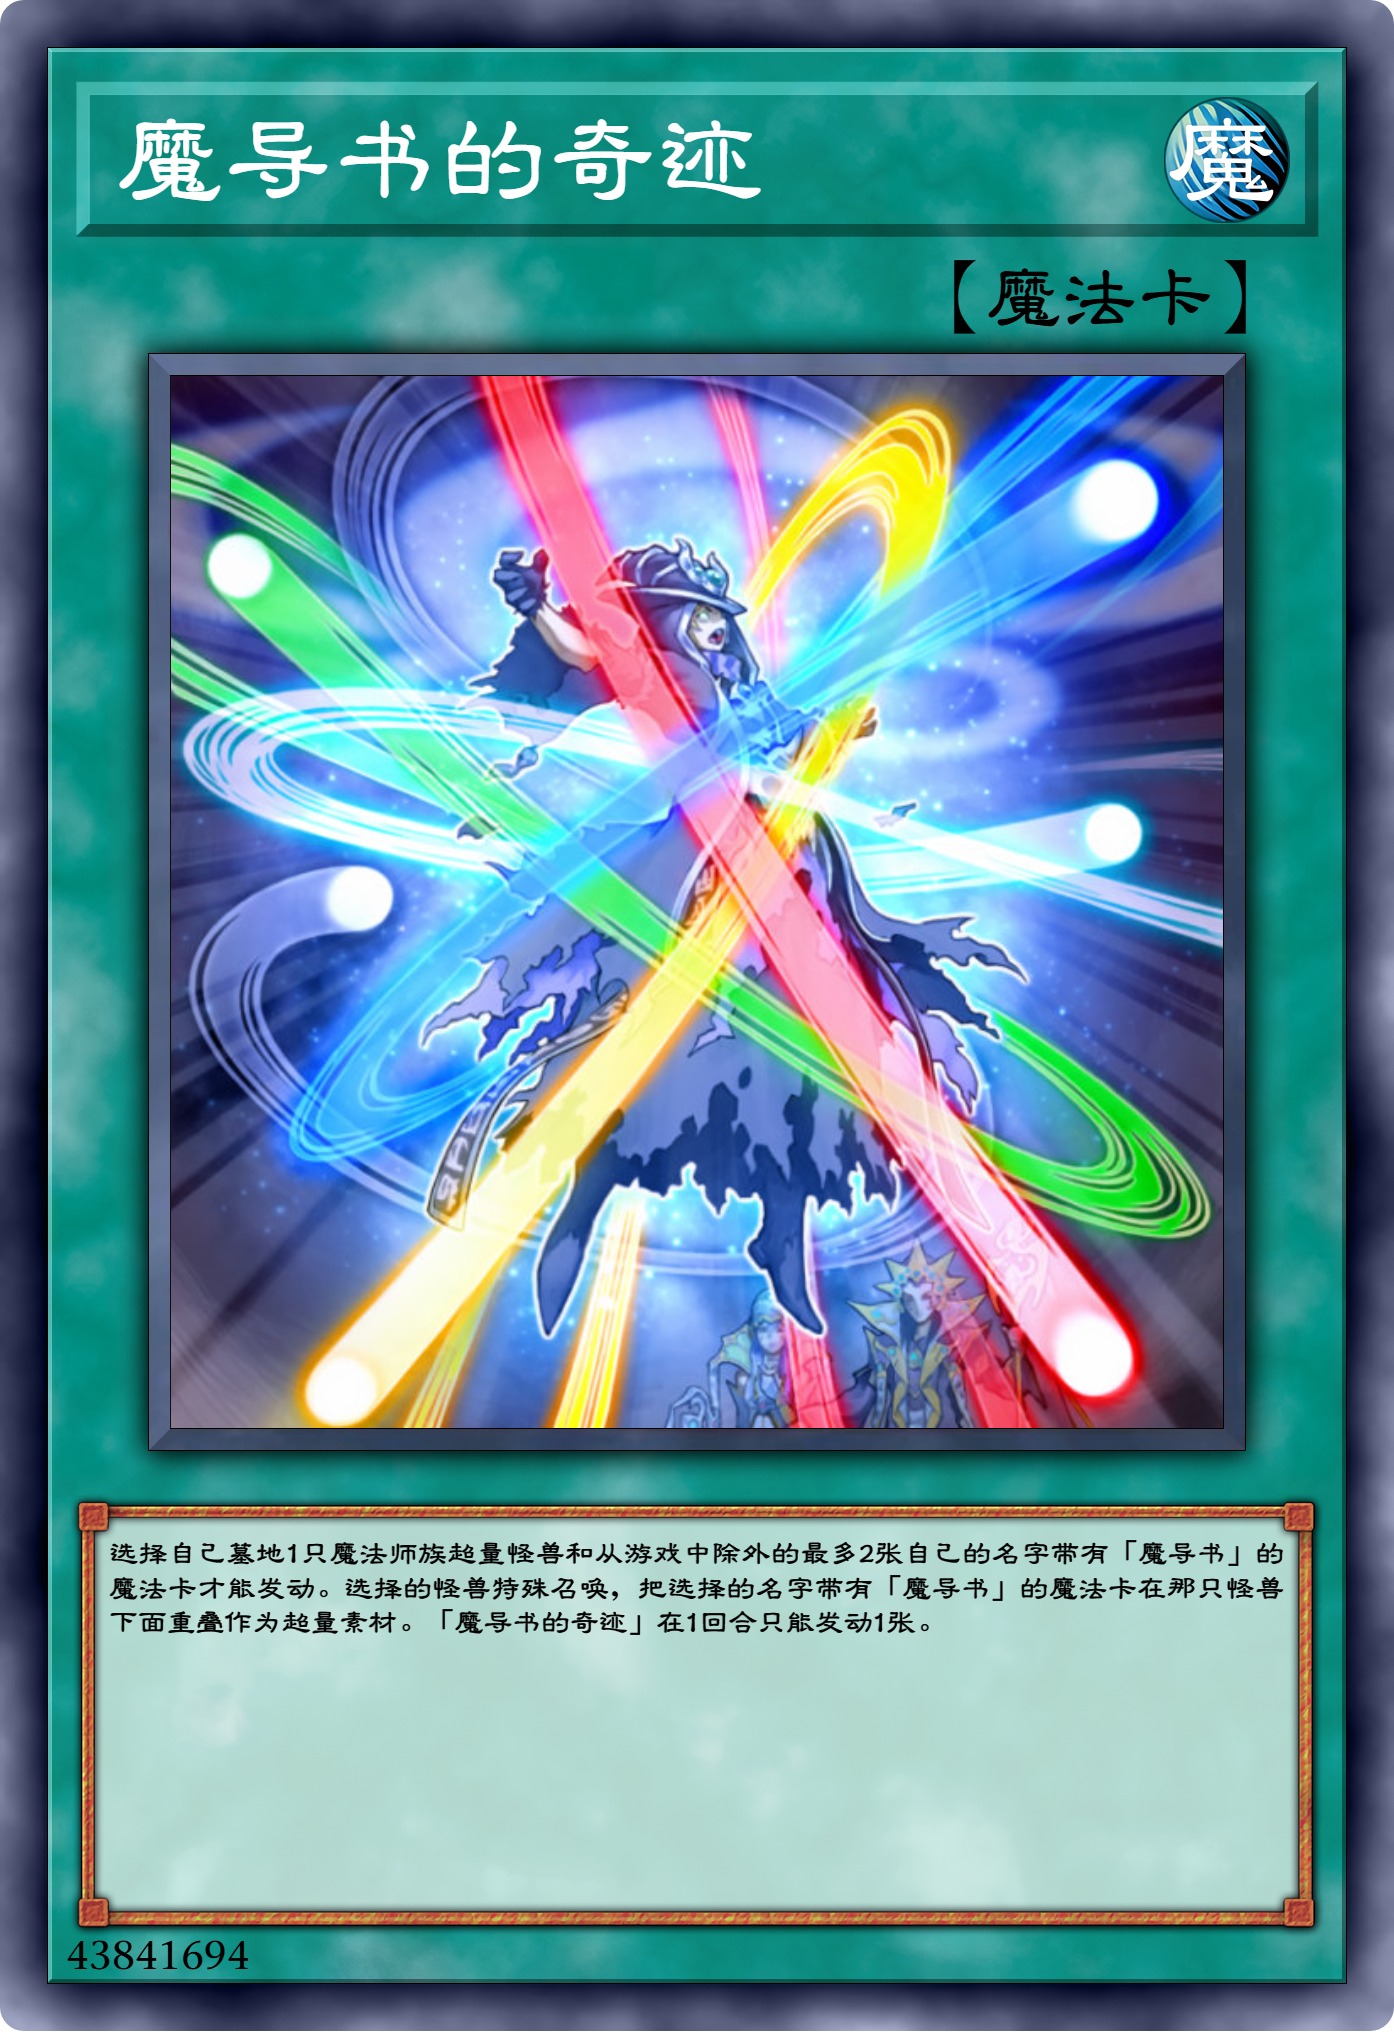 魔导书的奇迹
魔
【魔法卡】
选择自己墓地1只魔法师族超量怪兽和从游戏中除外的最多2张自己的名字带有「魔导书」的
魔法卡才能发动。选择的怪兽特殊召唤，把选择的名字带有「魔导书」的魔法卡在那只怪兽
下面重叠作为超量素材。「魔导书的奇迹」在1回合只能发动1张。
43841694